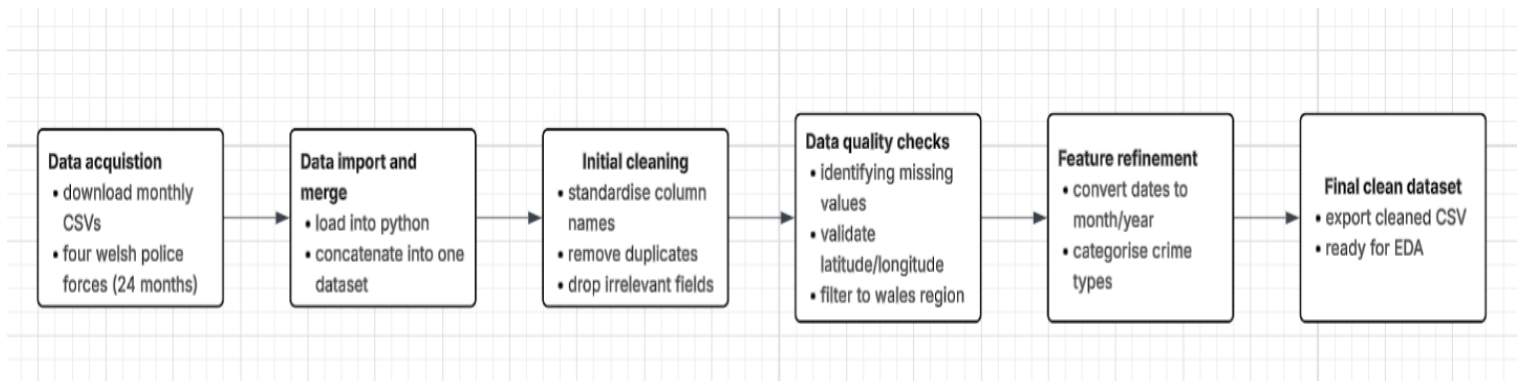 Data acquistion
• download monthly
CSVs
• four welsh police
forces (24 months)
Data import and
merge
• load into python
• concatenate into one
dataset
Initial cleaning
• standardise column
names
• remove duplicates
• drop irrelevant fields
Data quality checks
• identifying missing
values
• validate
latitude/longitude
• filter to wales region
Feature refinement
• convert dates to
month/year
• categorise crime
types
Final clean dataset
• export cleaned CSV
• ready for EDA